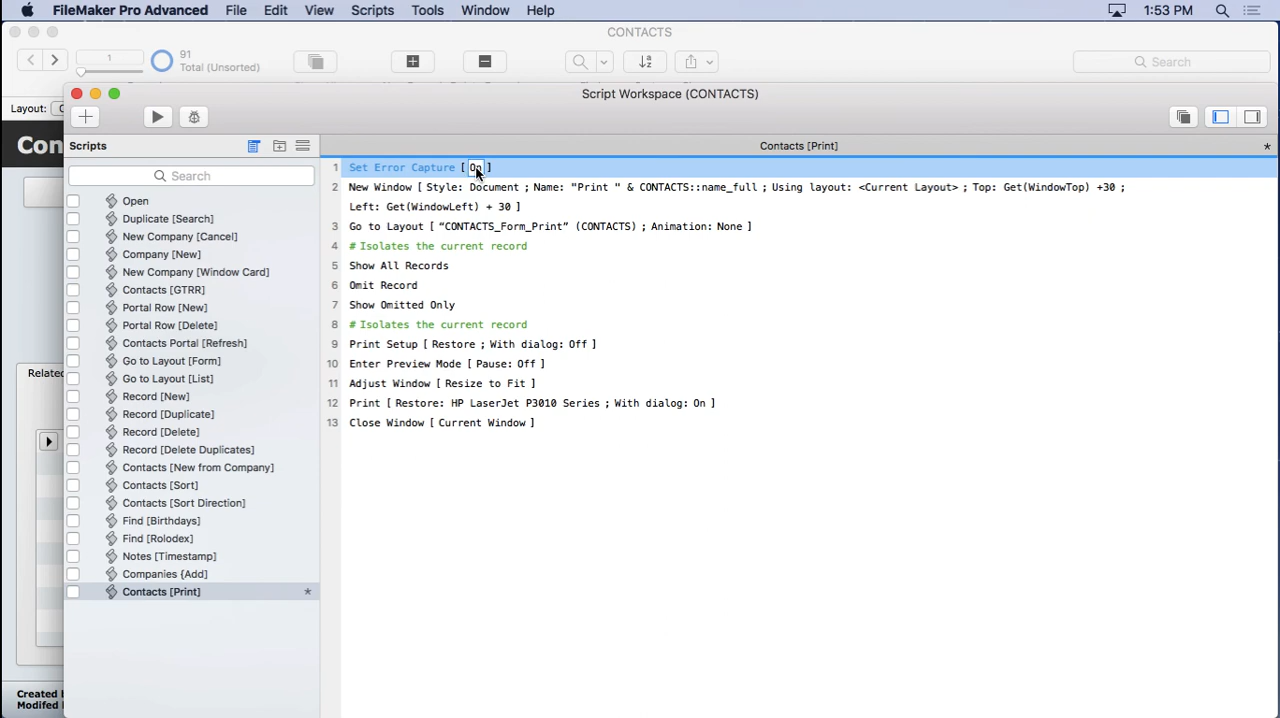 FileMaker Pro Advanced File Edit View Scripts Tools Window Help 1:53 PM
CONTACTS
1
91
Total (Unsorted)
Search
Layout:
Script Workspace (CONTACTS)
Scripts
Contacts [Print] *
Search
Open
Duplicate [Search]
New Company [Cancel]
Company [New]
New Company [Window Card]
Contacts [GTRR]
Portal Row [New]
Portal Row [Delete]
Contacts Portal [Refresh]
Go to Layout [Form]
Go to Layout [List]
Record [New]
Record [Duplicate]
Record [Delete]
Record [Delete Duplicates]
Contacts [New from Company]
Contacts [Sort]
Contacts [Sort Direction]
Find [Birthdays]
Find [Rolodex]
Notes [Timestamp]
Companies {Add]
Contacts [Print] *
1 Set Error Capture [ On ]
2 New Window [ Style: Document ; Name: "Print " & CONTACTS::name_full ; Using layout: <Current Layout> ; Top: Get(WindowTop) +30 ;
Left: Get(WindowLeft) + 30 ]
3 Go to Layout [ “CONTACTS_Form_Print” (CONTACTS) ; Animation: None ]
4 # Isolates the current record
5 Show All Records
6 Omit Record
7 Show Omitted Only
8 # Isolates the current record
9 Print Setup [ Restore ; With dialog: Off ]
10 Enter Preview Mode [ Pause: Off ]
11 Adjust Window [ Resize to Fit ]
12 Print [ Restore: HP LaserJet P3010 Series ; With dialog: On ]
13 Close Window [ Current Window ]
Con
Related
Created
Modifed